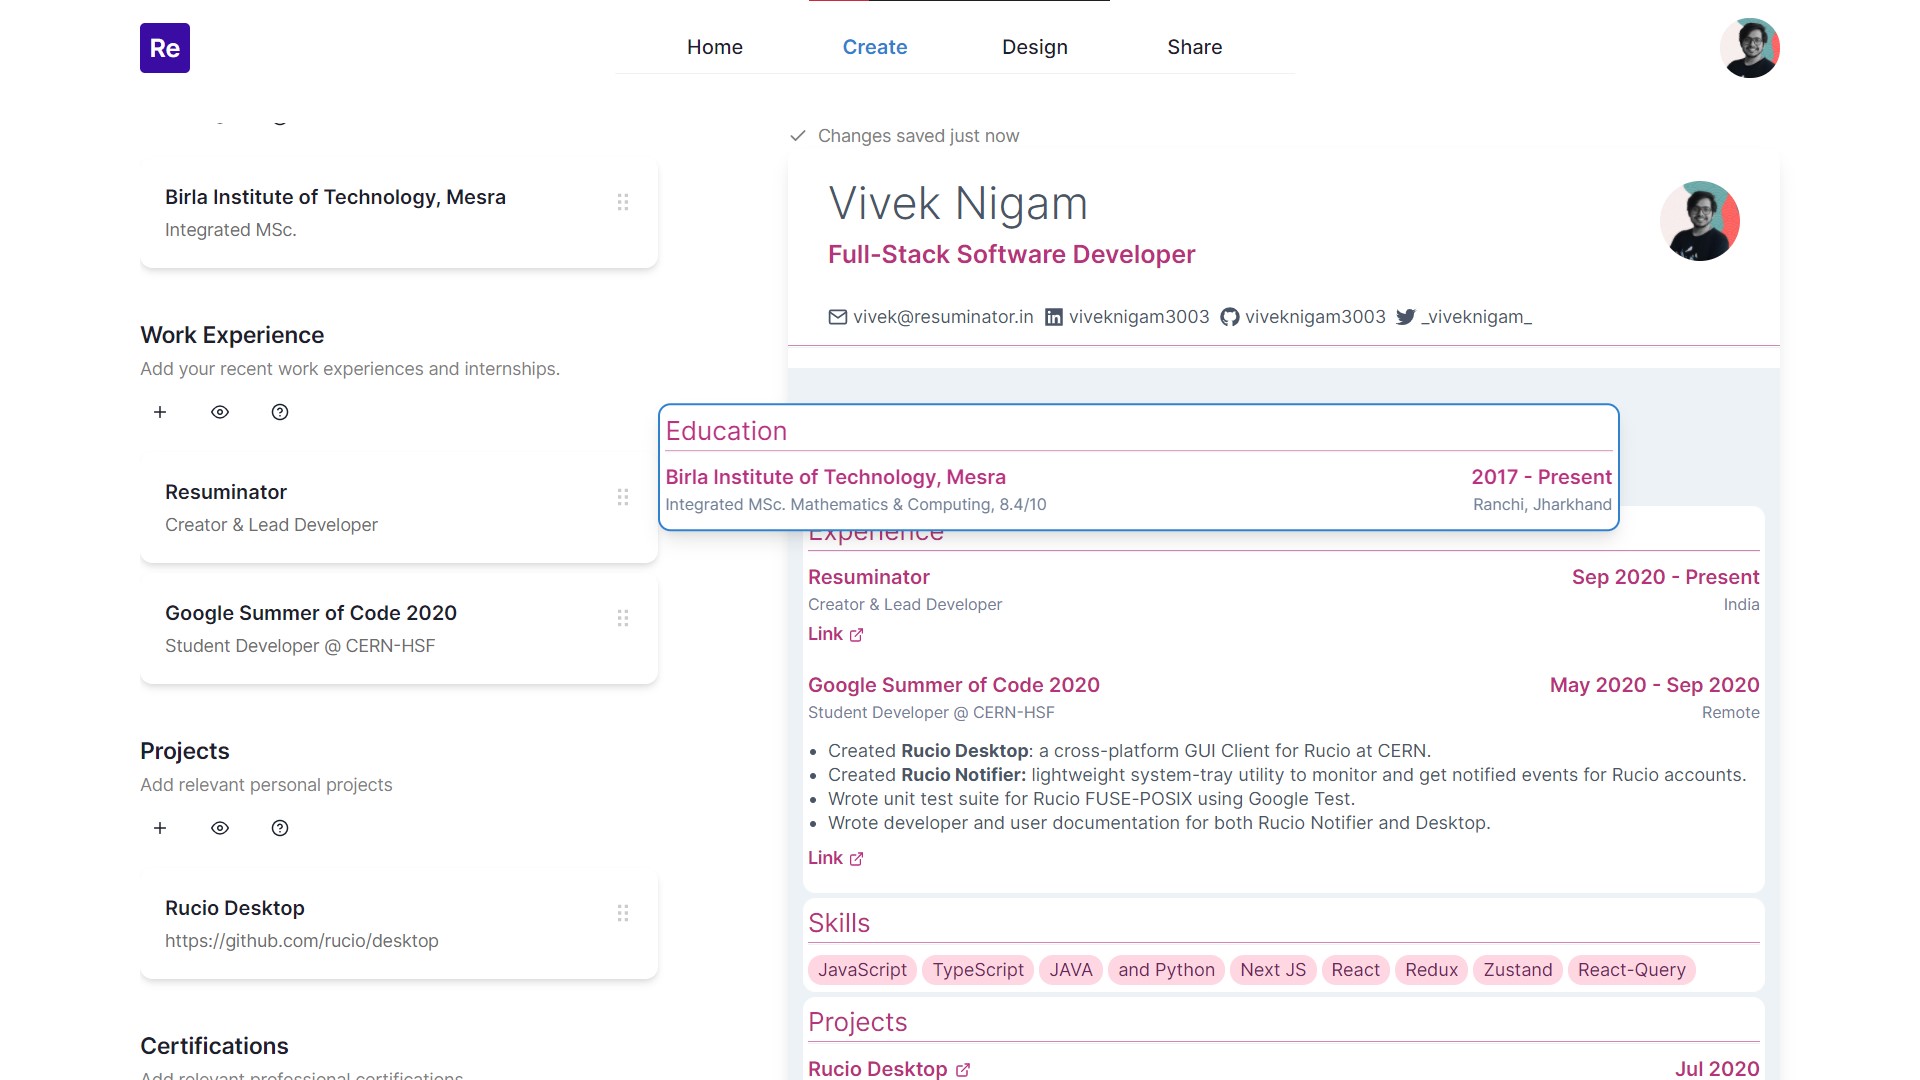 Re
Home
Create
Design
Share
Birla Institute of Technology, Mesra
Integrated MSc.
Work Experience
Add your recent work experiences and internships.
Resuminator
Creator & Lead Developer
Google Summer of Code 2020
Student Developer @ CERN-HSF
Projects
Add relevant personal projects
Rucio Desktop
https://github.com/rucio/desktop
Certifications
Add relevant professional certifications
Changes saved just now
Vivek Nigam
Full-Stack Software Developer
vivek@resuminator.in viveknigam3003 viveknigam3003 _viveknigam_
Education
Birla Institute of Technology, Mesra 2017 - Present
Integrated MSc. Mathematics & Computing, 8.4/10 Ranchi, Jharkhand
Experience
Resuminator Sep 2020 - Present
Creator & Lead Developer India
Link
Google Summer of Code 2020 May 2020 - Sep 2020
Student Developer @ CERN-HSF Remote
• Created Rucio Desktop: a cross-platform GUI Client for Rucio at CERN.
• Created Rucio Notifier: lightweight system-tray utility to monitor and get notified events for Rucio accounts.
• Wrote unit test suite for Rucio FUSE-POSIX using Google Test.
• Wrote developer and user documentation for both Rucio Notifier and Desktop.
Link
Skills
JavaScript TypeScript JAVA and Python Next JS React Redux Zustand React-Query
Projects
Rucio Desktop Jul 2020